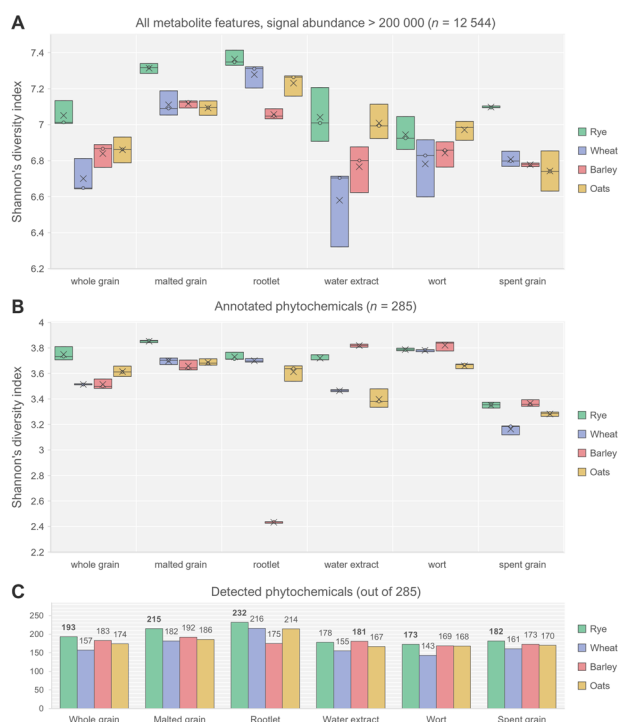 A
All metabolite features, signal abundance > 200 000 (n = 12 544)
Shannon's diversity index
7.4
7.2
7
6.8
6.6
6.4
6.2
whole grain malted grain rootlet water extract wort spent grain
Rye
Wheat
Barley
Oats
B
Annotated phytochemicals (n = 285)
Shannon's diversity index
4
3.8
3.6
3.4
3.2
3
2.8
2.6
2.4
2.2
whole grain malted grain rootlet water extract wort spent grain
Rye
Wheat
Barley
Oats
C
Detected phytochemicals (out of 285)
250
200
150
100
50
0
193 157 183 174 215 182 192 186 232 216 175 214 178 155 181 167 173 143 169 168 182 161 173 170
Whole grain Malted grain Rootlet Water extract Wort Spent grain
Rye
Wheat
Barley
Oats